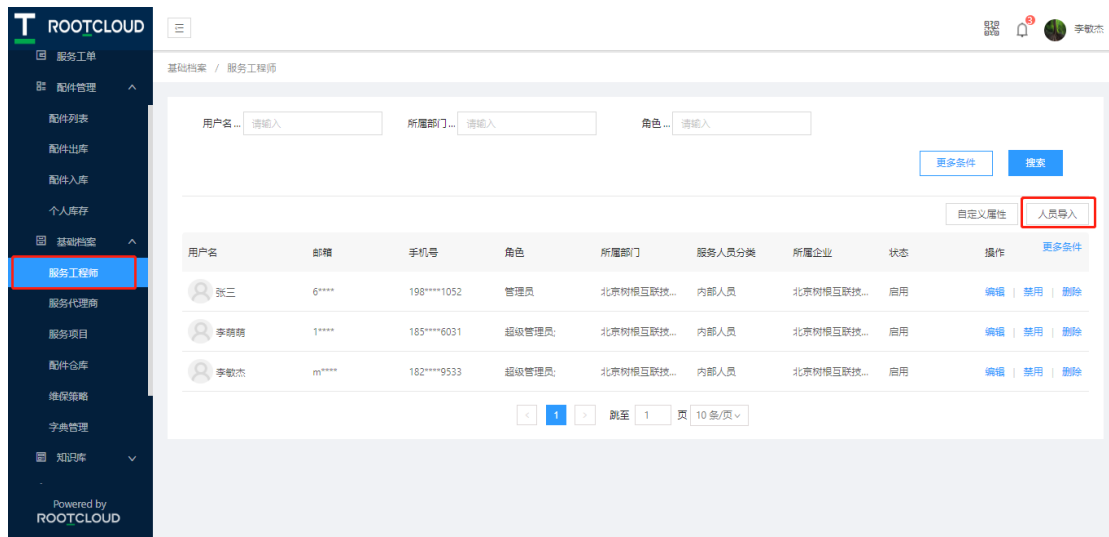 ROOTCLOUD
3
李敏杰
服务工单
配件管理
配件列表
配件出库
配件入库
个人库存
基础档案
服务工程师
服务代理商
服务项目
配件仓库
维保策略
字典管理
知识库
Powered by
ROOTCLOUD
基础档案 / 服务工程师
用户名... 请输入 所属部门... 请输入 角色 ... 请输入
更多条件 搜索
自定义属性 人员导入
用户名 邮箱 手机号 角色 所属部门 服务人员分类 所属企业 状态 操作 更多条件
张三 6**** 198****1052 管理员 北京树根互联技... 内部人员 北京树根互联技... 启用 编辑 | 禁用 | 删除
李萌萌 1**** 185****6031 超级管理员; 北京树根互联技... 内部人员 北京树根互联技... 启用 编辑 | 禁用 | 删除
李敏杰 m**** 182****9533 超级管理员; 北京树根互联技... 内部人员 北京树根互联技... 启用 编辑 | 禁用 | 删除
< 1 > 跳至 1 页 10 条/页